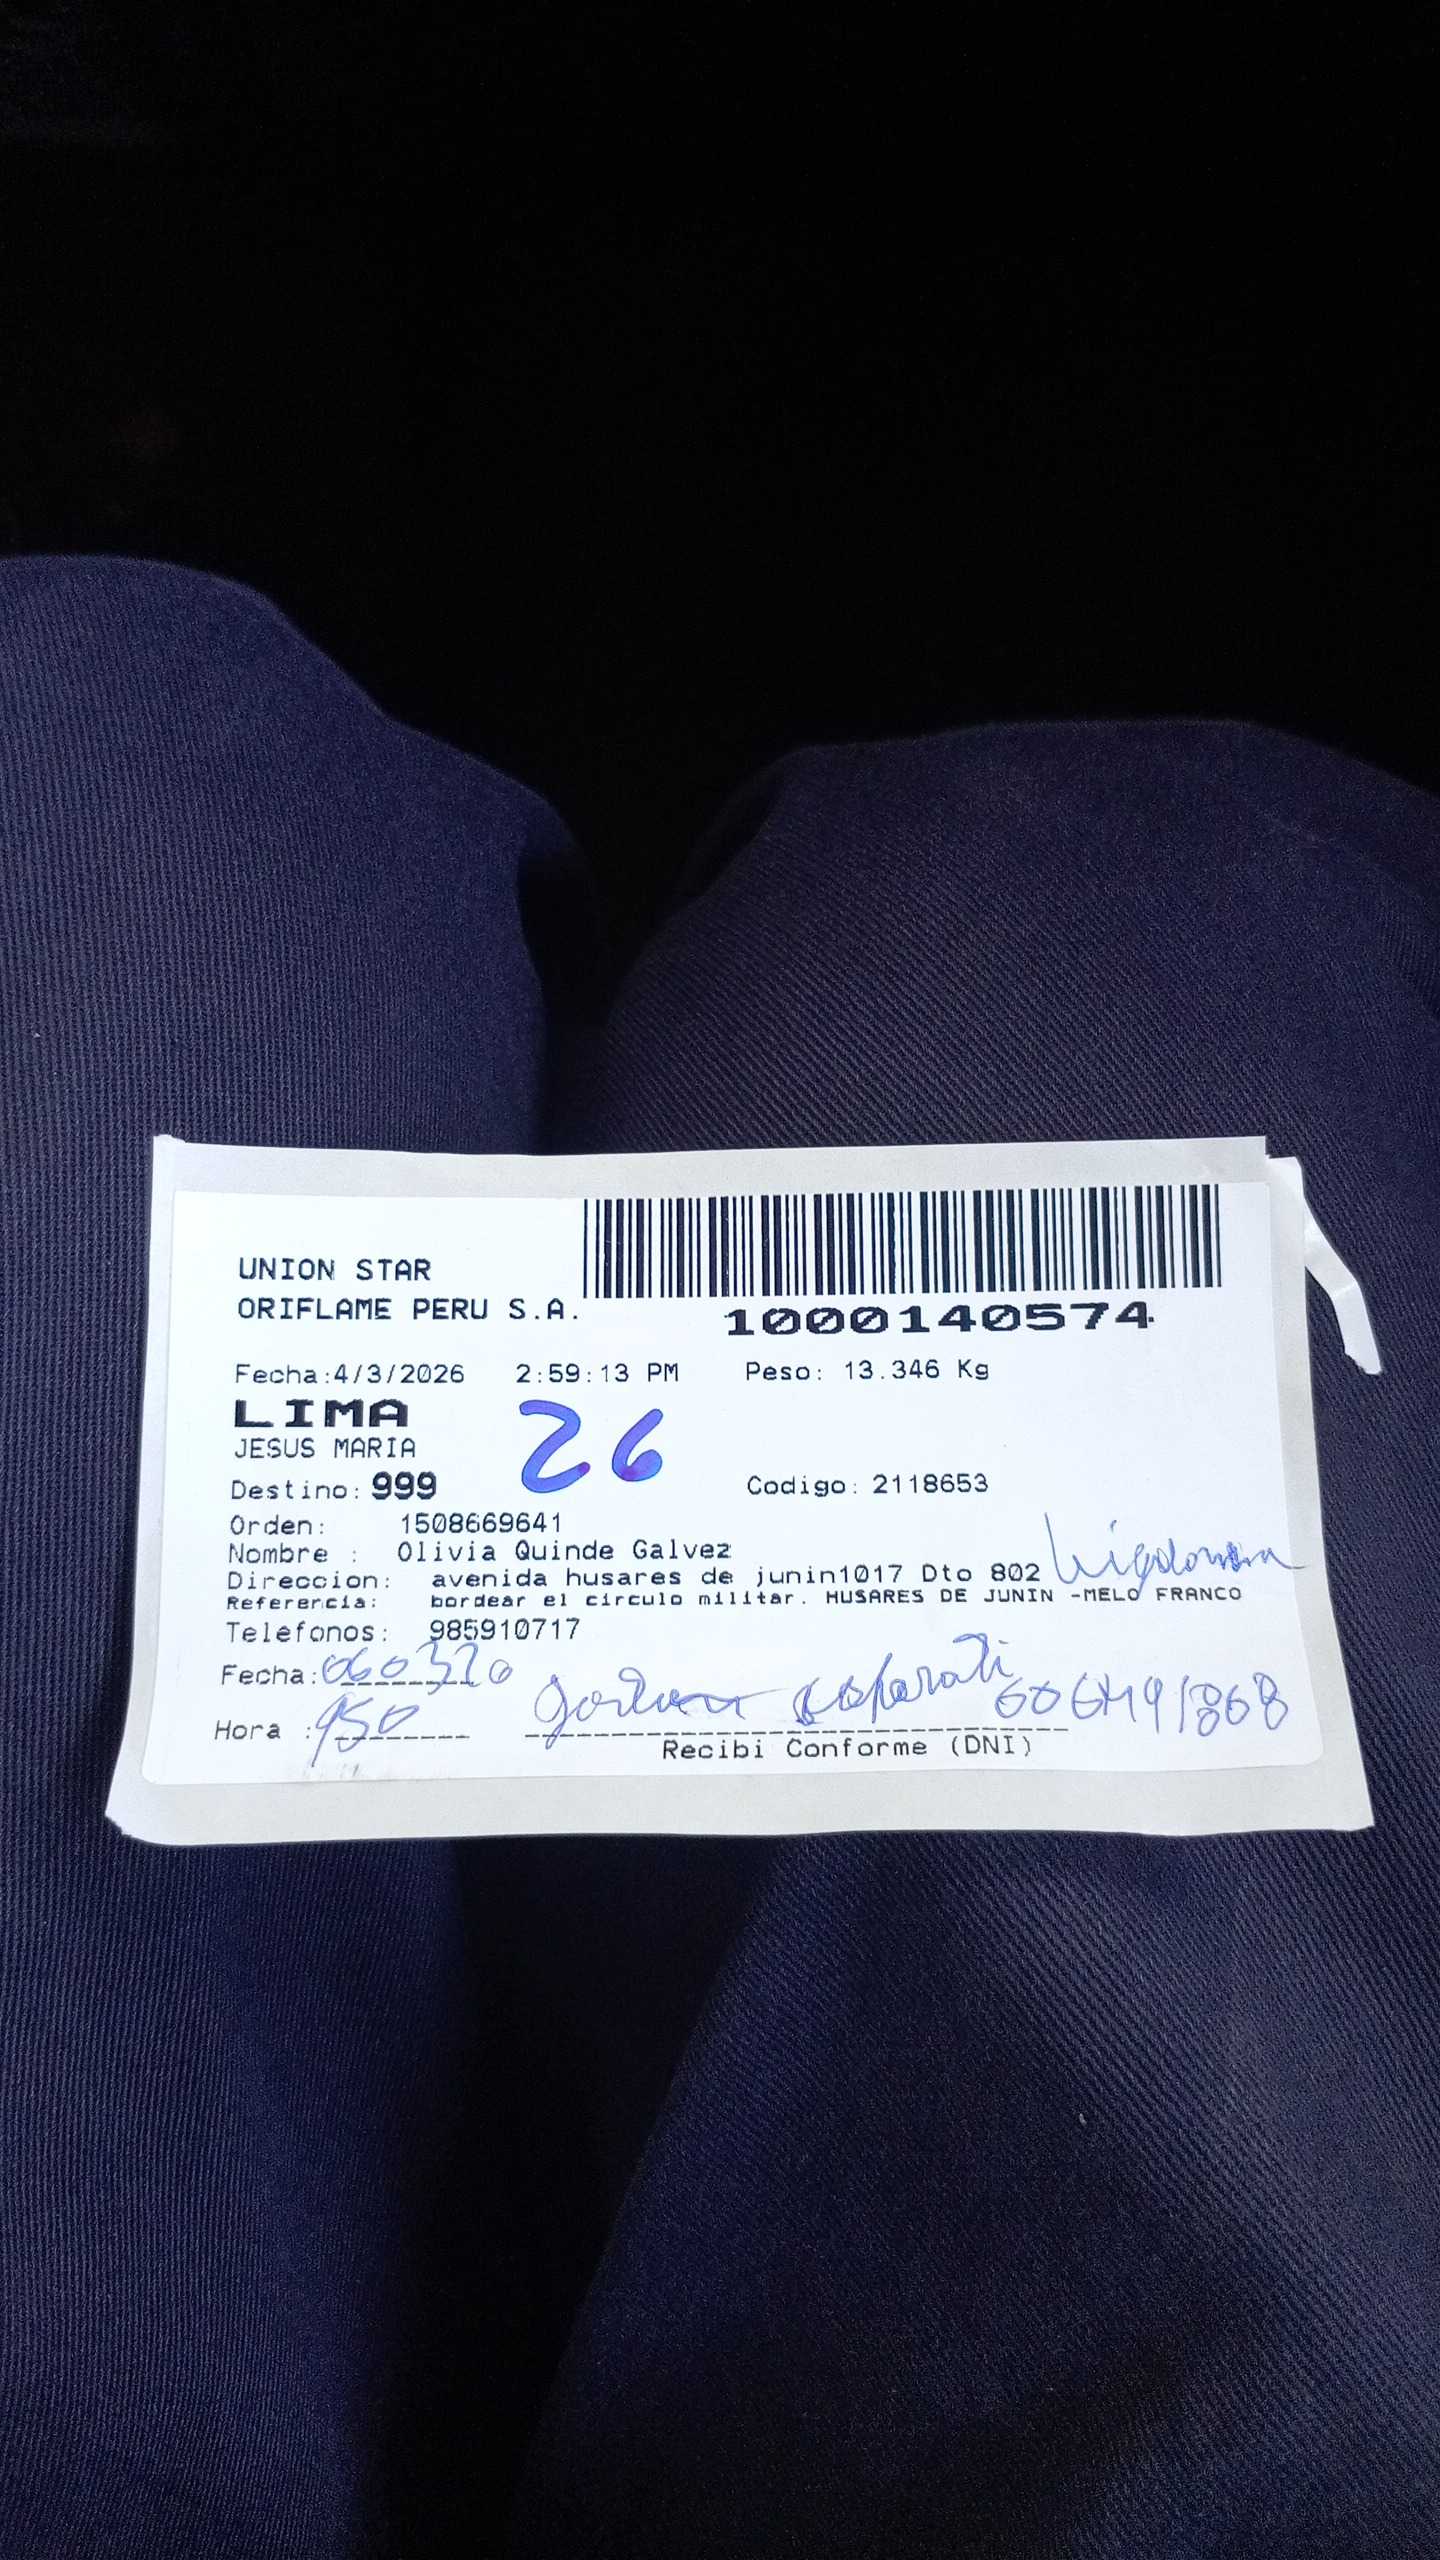 UNION STAR
ORIFLAME PERU S.A.
1000140574
Fecha:4/3/2026 2:59:13 PM Peso: 13.346 Kg
LIMA
26
JESUS MARIA
Destino: 999 Codigo: 2118653
Orden: 1508669641
Nombre : Olivia Quinde Galvez
Direccion: avenida husares de junin1017 Dto 802
Referencia: bordear el circulo militar. HUSARES DE JUNIN -MELO FRANCO
Telefonos: 985910717
Fecha:
Hora : 950
Recibi Conforme (DNI)